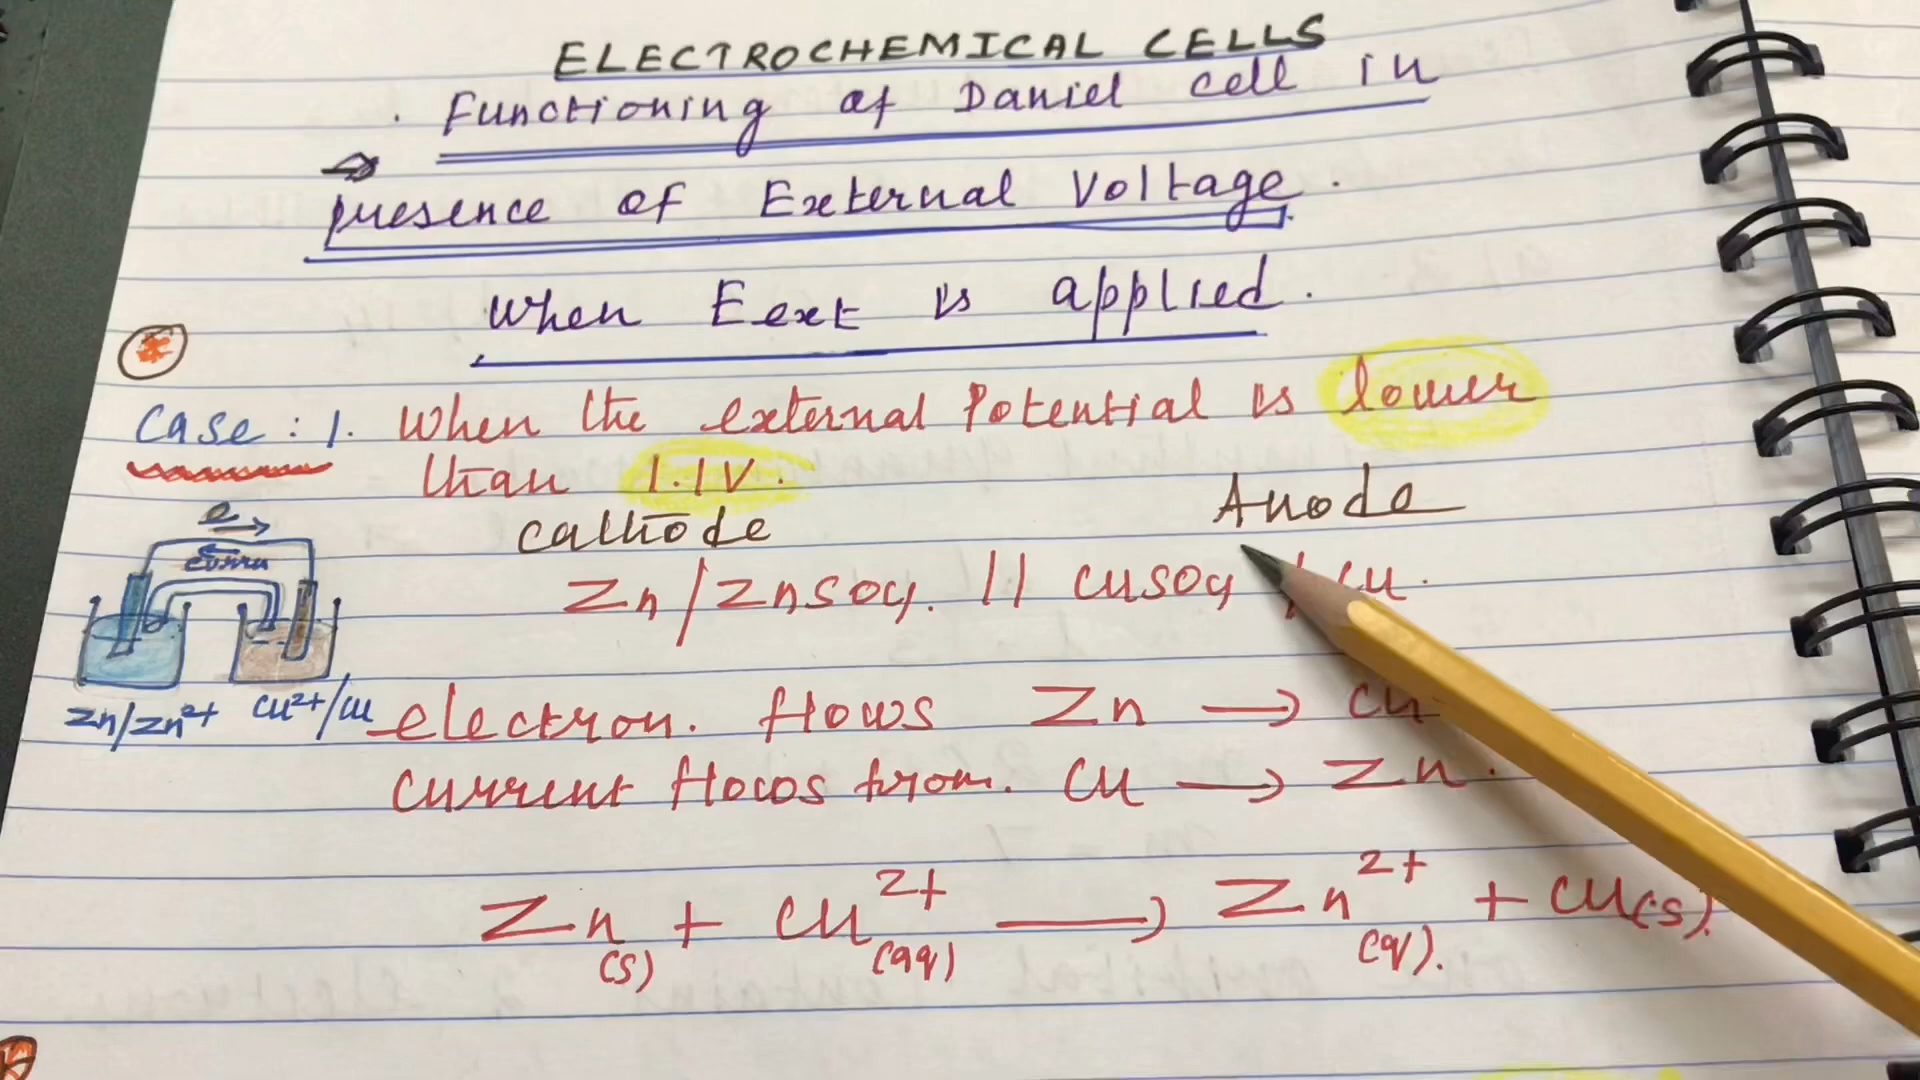 ELECTROCHEMICAL CELLS
Functioning of Daniel cell in
presence of External Voltage.
When Eext is applied.
Case: 1. When the external Potential is lower
than 1.1V.
cathode Anode
Zn/ZnSO4. || CuSO4 / Cu.
e
Zn/Zn2+ Cu2+/Cu
electron. flows Zn → Cu
current flows from. Cu → Zn.
Zn(s) + Cu2+(aq) → Zn2+(q). + Cu(s).